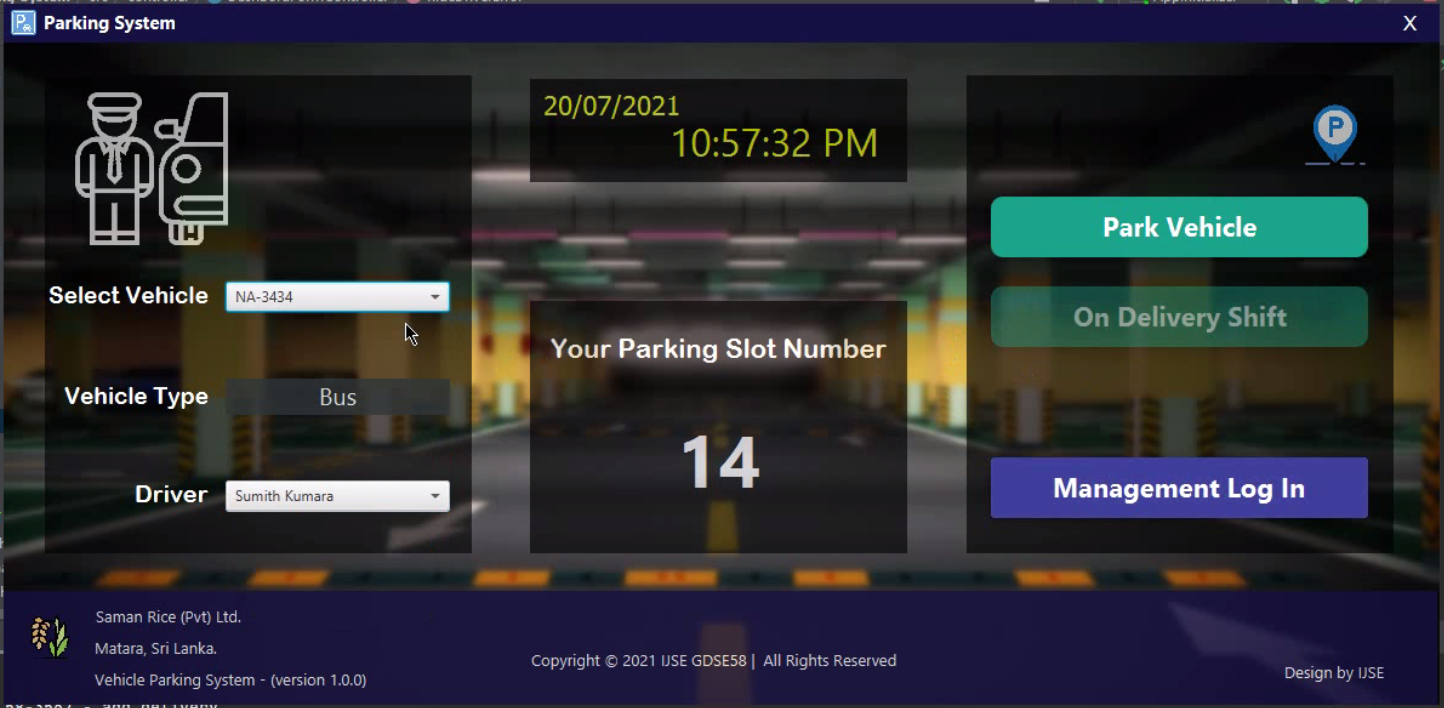 Parking System
X
20/07/2021
10:57:32 PM
P
Park Vehicle
Select Vehicle NA-3434
On Delivery Shift
Your Parking Slot Number
Vehicle Type Bus
14
Management Log In
Driver Sumith Kumara
Saman Rice (Pvt) Ltd.
Matara, Sri Lanka.
Vehicle Parking System - (version 1.0.0)
Copyright © 2021 IJSE GDSE58 | All Rights Reserved
Design by IJSE